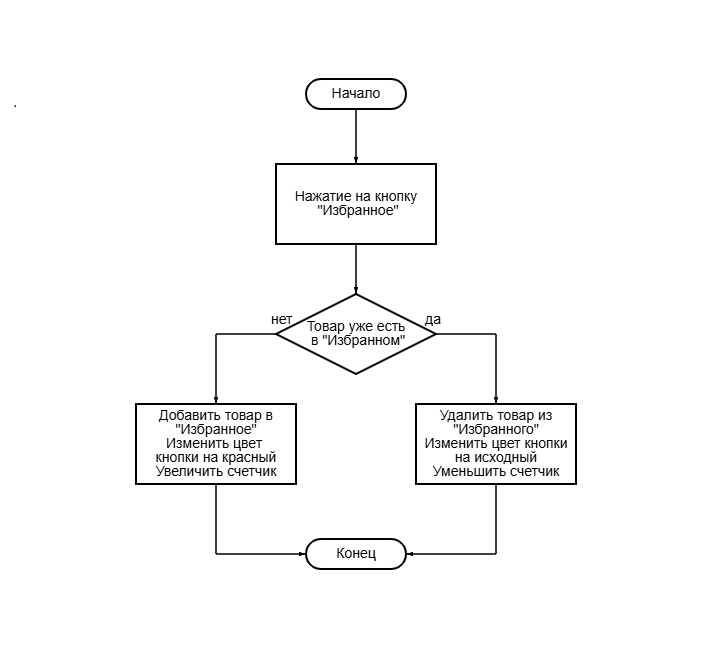 Начало
Нажатие на кнопку
"Избранное"
нет
да
Товар уже есть
в "Избранном"
Добавить товар в
"Избранное"
Изменить цвет
кнопки на красный
Увеличить счетчик
Удалить товар из
"Избранного"
Изменить цвет кнопки
на исходный
Уменьшить счетчик
Конец